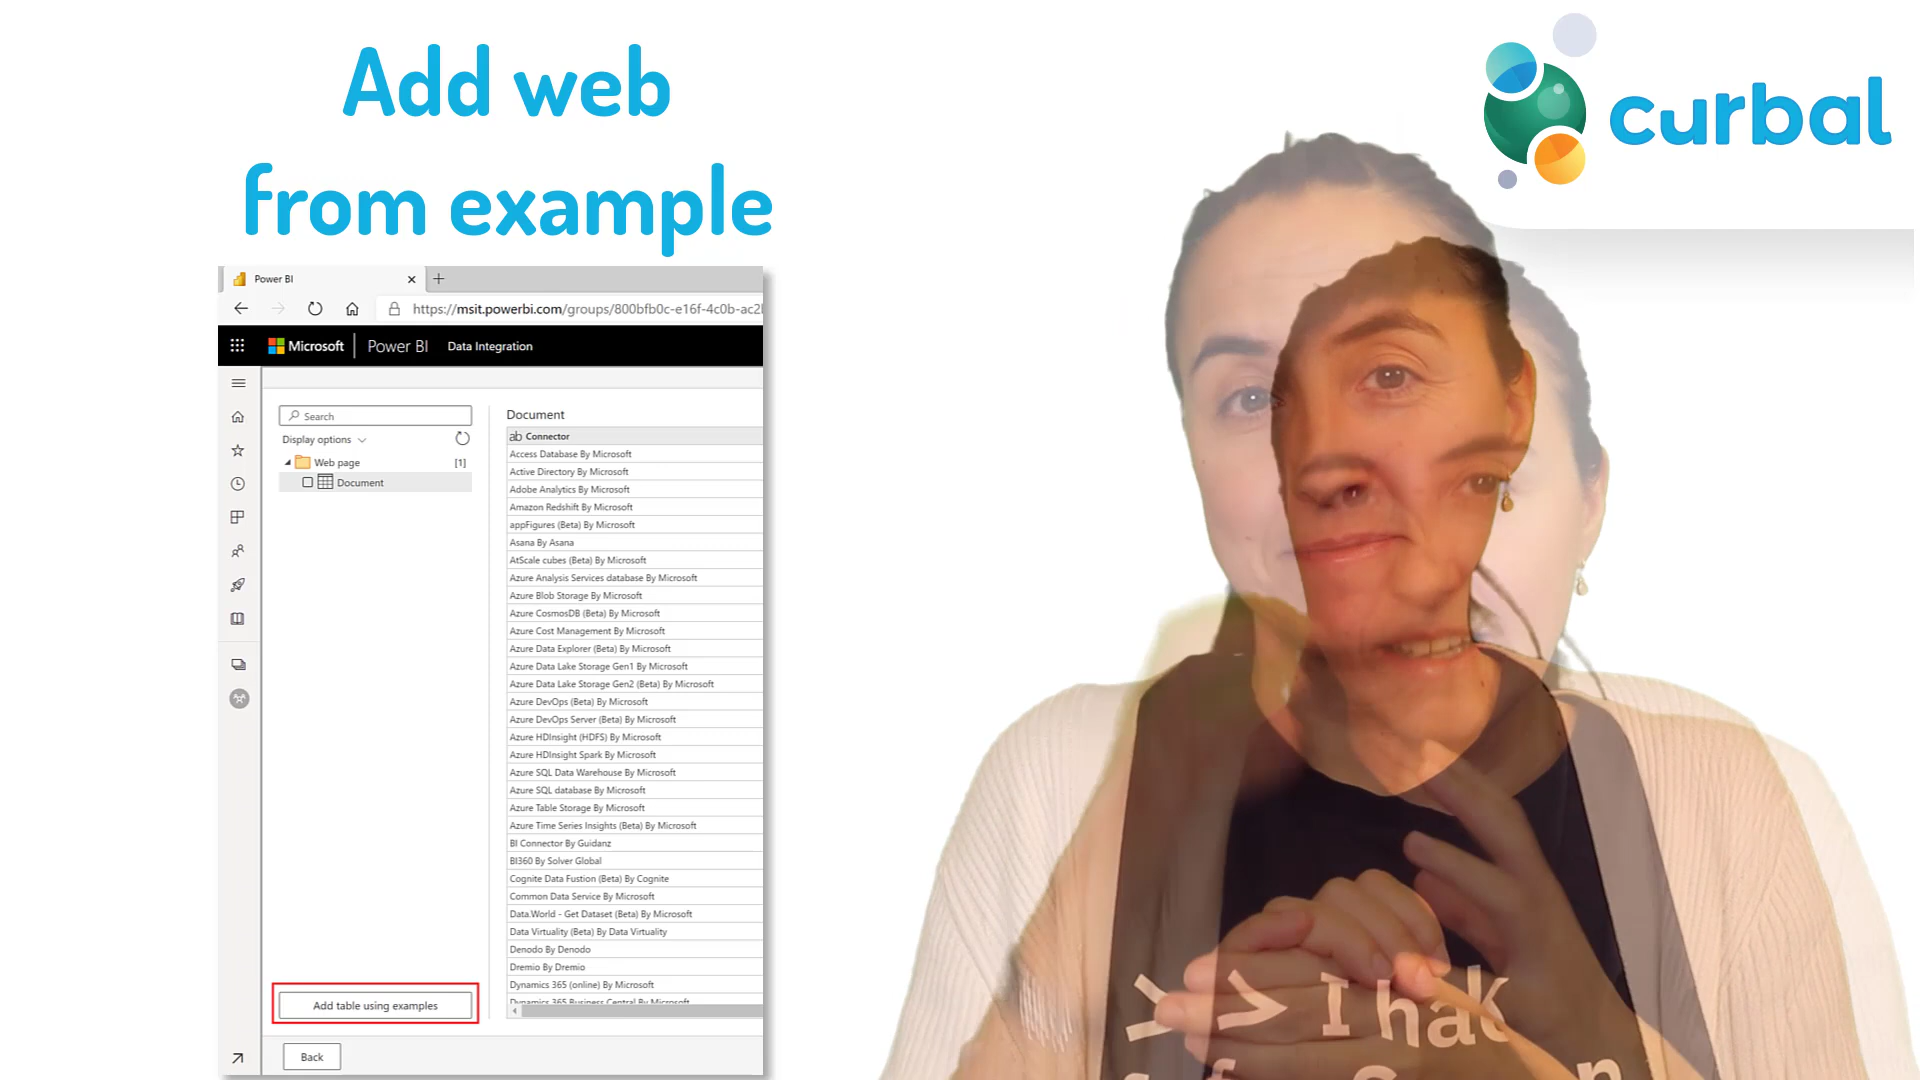 Add web
from example
curbal
Power BI
https://msit.powerbi.com/groups/800bfb0c-e16f-4c0b-ac2
Microsoft
Power BI
Data Integration
Search
Display options
Web page
[1]
Document
Add table using examples
Back
Document
Connector
Access Database By Microsoft
Active Directory By Microsoft
Adobe Analytics By Microsoft
Amazon Redshift By Microsoft
appFigures (Beta) By Microsoft
Asana By Asana
AtScale cubes (Beta) By Microsoft
Azure Analysis Services database By Microsoft
Azure Blob Storage By Microsoft
Azure CosmosDB (Beta) By Microsoft
Azure Cost Management By Microsoft
Azure Data Explorer (Beta) By Microsoft
Azure Data Lake Storage Gen1 By Microsoft
Azure Data Lake Storage Gen2 (Beta) By Microsoft
Azure DevOps (Beta) By Microsoft
Azure DevOps Server (Beta) By Microsoft
Azure HDInsight (HDFS) By Microsoft
Azure HDInsight Spark By Microsoft
Azure SQL Data Warehouse By Microsoft
Azure SQL database By Microsoft
Azure Table Storage By Microsoft
Azure Time Series Insights (Beta) By Microsoft
BI Connector By Guidanz
BI360 By Solver Global
Cognite Data Fustion (Beta) By Cognite
Common Data Service By Microsoft
Data.World - Get Dataset (Beta) By Microsoft
Data Virtuality (Beta) By Data Virtuality
Denodo By Denodo
Dremio By Dremio
Dynamics 365 (online) By Microsoft
Dynamics 365 Business Central By Microsoft
>> I hak